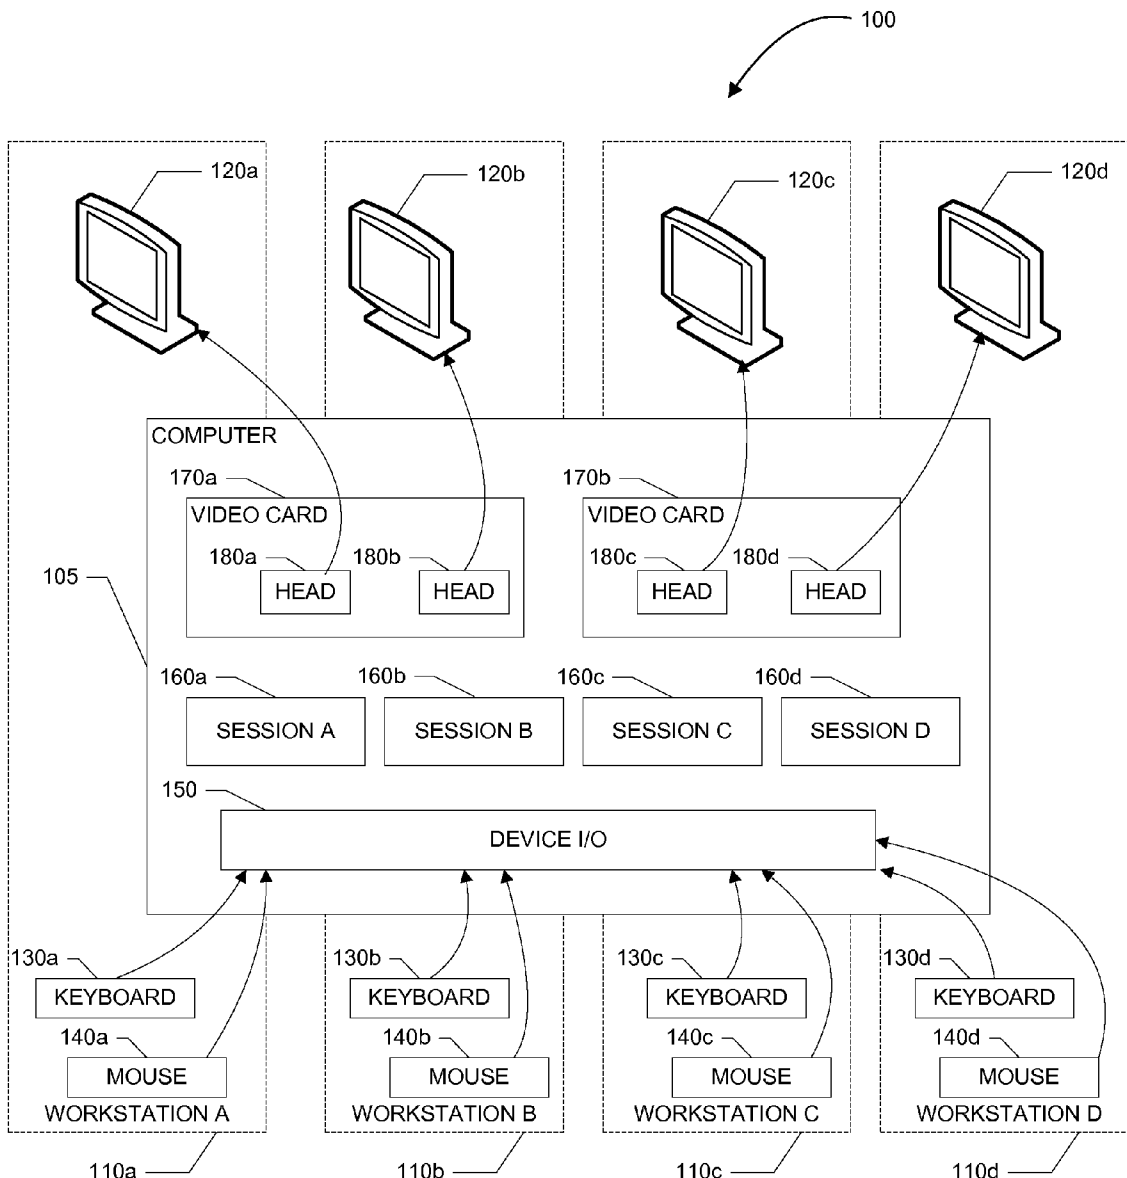 100
120a
120b
120c
120d
COMPUTER
170a
170b
VIDEO CARD
VIDEO CARD
180a
180b
180c
180d
HEAD
HEAD
HEAD
HEAD
105
160a
160b
160c
160d
SESSION A
SESSION B
SESSION C
SESSION D
150
DEVICE I/O
130a
130b
130c
130d
KEYBOARD
KEYBOARD
KEYBOARD
KEYBOARD
140a
140b
140c
140d
MOUSE
MOUSE
MOUSE
MOUSE
WORKSTATION A
WORKSTATION B
WORKSTATION C
WORKSTATION D
110a
110b
110c
110d